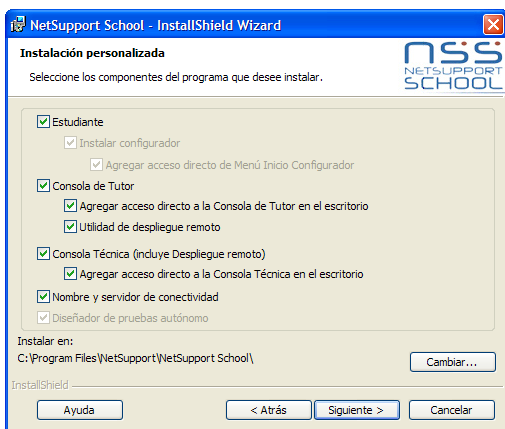 NetSupport School - InstallShield Wizard
Instalación personalizada
Seleccione los componentes del programa que desee instalar.
nss
NETSUPPORT
SCHOOL
Estudiante
Instalar configurador
Agregar acceso directo de Menú Inicio Configurador
Consola de Tutor
Agregar acceso directo a la Consola de Tutor en el escritorio
Utilidad de despliegue remoto
Consola Técnica (incluye Despliegue remoto)
Agregar acceso directo a la Consola Técnica en el escritorio
Nombre y servidor de conectividad
Diseñador de pruebas autónomo
Instalar en:
C:\Program Files\NetSupport\NetSupport School\
Cambiar...
InstallShield
Ayuda
< Atrás
Siguiente >
Cancelar